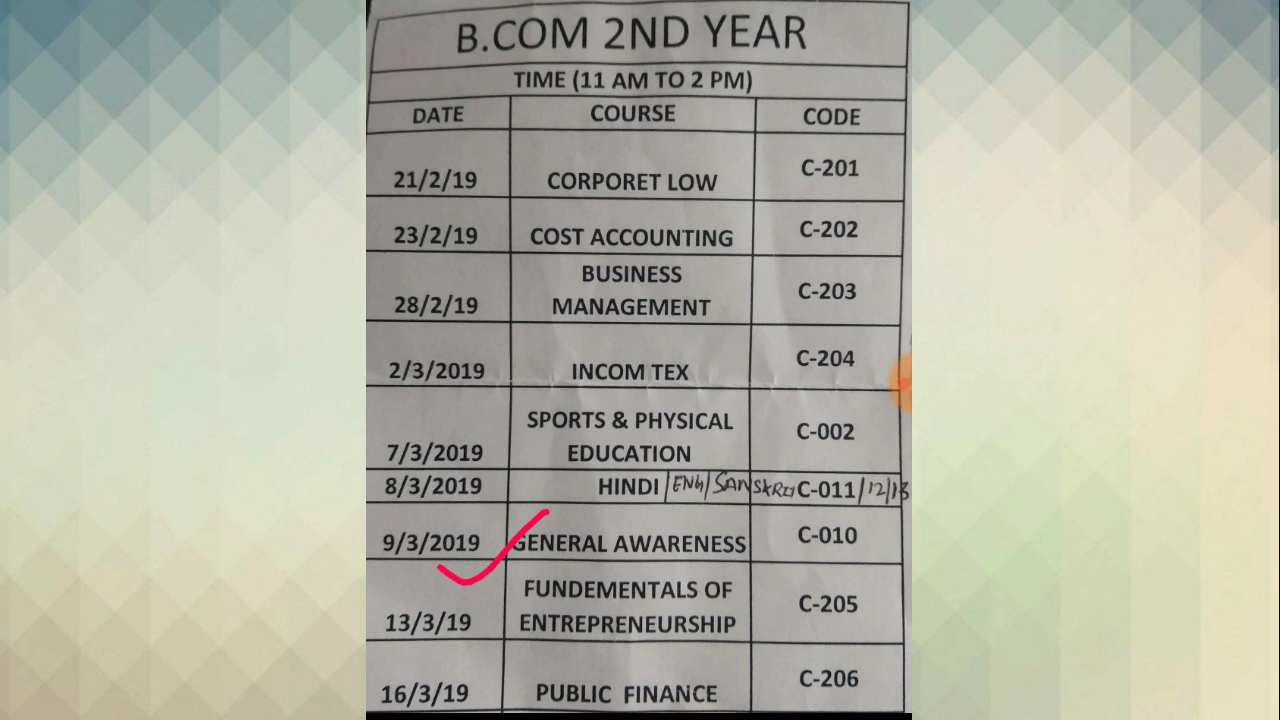 B.COM 2ND YEAR
TIME (11 AM TO 2 PM)
DATE COURSE CODE
21/2/19 CORPORET LOW C-201
23/2/19 COST ACCOUNTING C-202
BUSINESS
28/2/19 MANAGEMENT C-203
2/3/2019 INCOM TEX C-204
SPORTS & PHYSICAL
7/3/2019 EDUCATION C-002
8/3/2019 HINDI/ENG/SANSKRIT C-011/12/13
9/3/2019 GENERAL AWARENESS C-010
FUNDEMENTALS OF
13/3/19 ENTREPRENEURSHIP C-205
16/3/19 PUBLIC FINANCE C-206